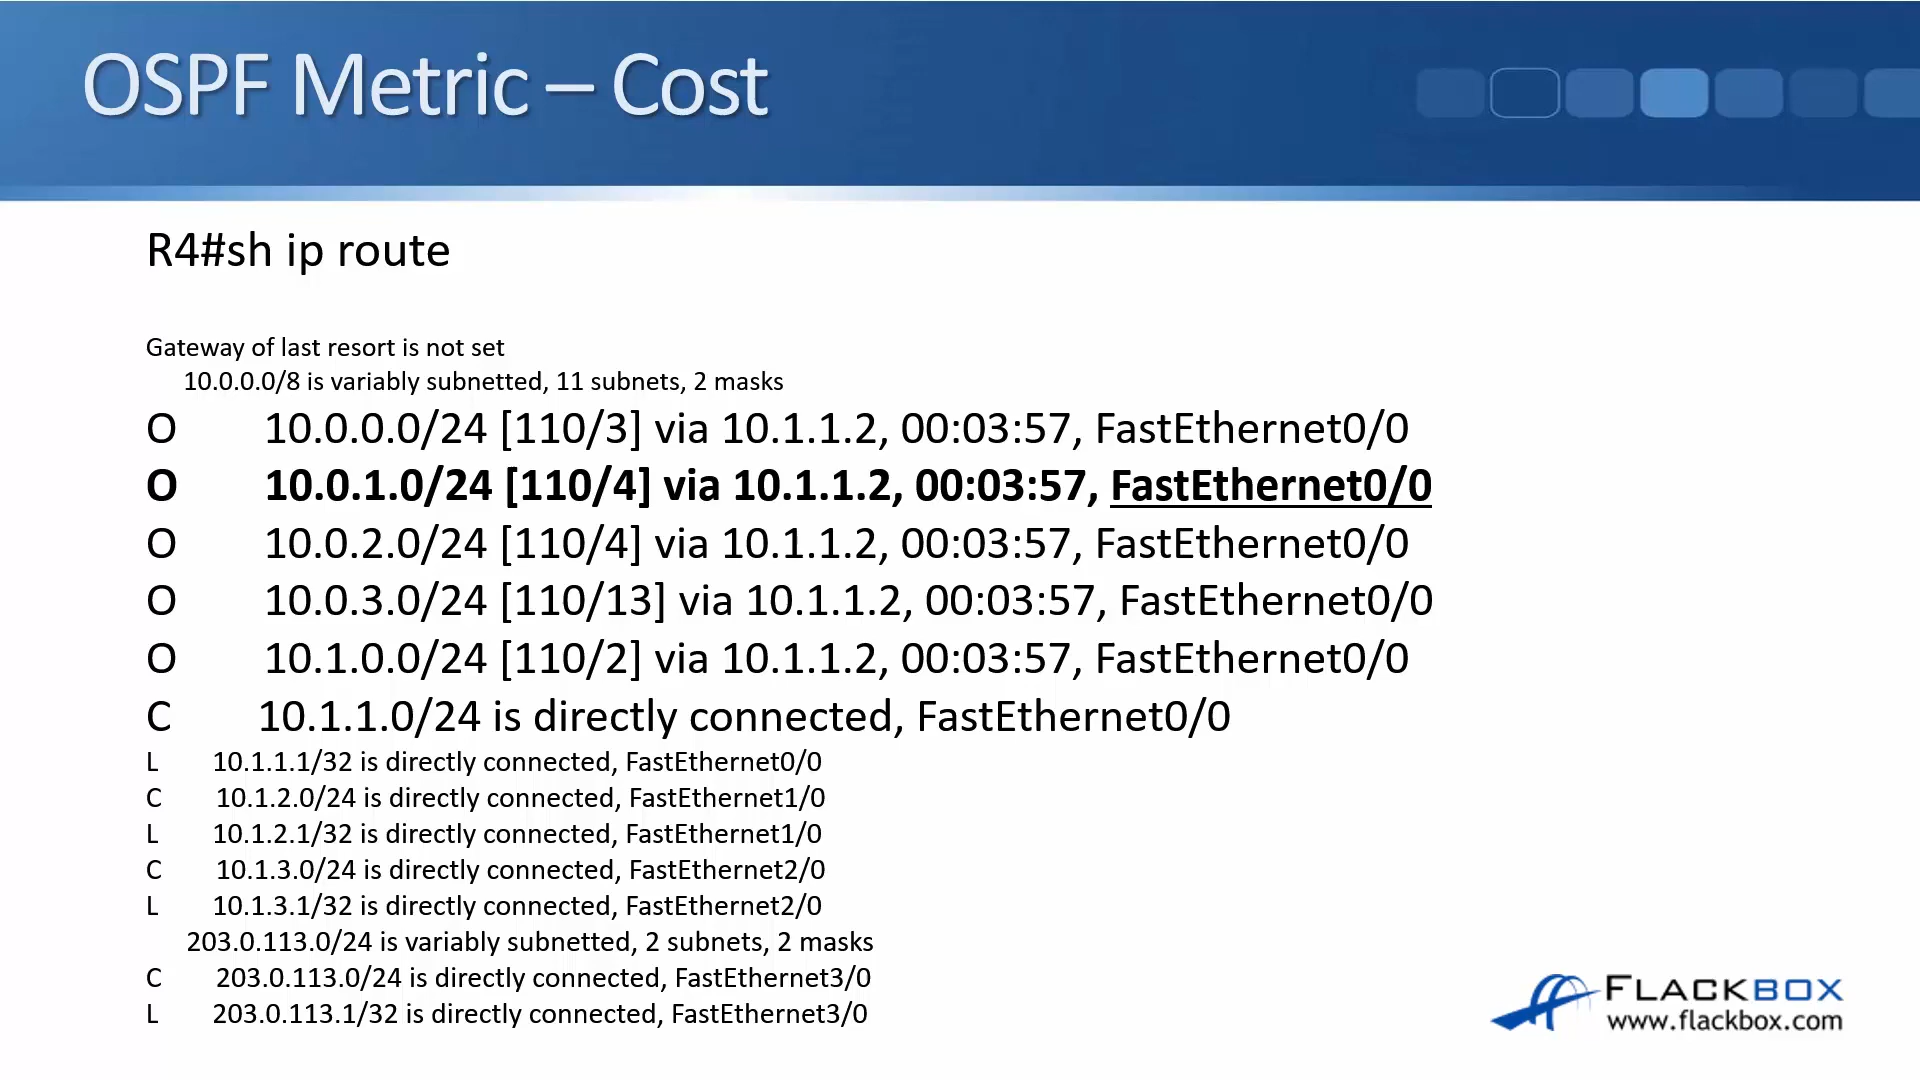 OSPF Metric – Cost
R4#sh ip route
Gateway of last resort is not set
10.0.0.0/8 is variably subnetted, 11 subnets, 2 masks
O 10.0.0.0/24 [110/3] via 10.1.1.2, 00:03:57, FastEthernet0/0
O 10.0.1.0/24 [110/4] via 10.1.1.2, 00:03:57, FastEthernet0/0
O 10.0.2.0/24 [110/4] via 10.1.1.2, 00:03:57, FastEthernet0/0
O 10.0.3.0/24 [110/13] via 10.1.1.2, 00:03:57, FastEthernet0/0
O 10.1.0.0/24 [110/2] via 10.1.1.2, 00:03:57, FastEthernet0/0
C 10.1.1.0/24 is directly connected, FastEthernet0/0
L 10.1.1.1/32 is directly connected, FastEthernet0/0
C 10.1.2.0/24 is directly connected, FastEthernet1/0
L 10.1.2.1/32 is directly connected, FastEthernet1/0
C 10.1.3.0/24 is directly connected, FastEthernet2/0
L 10.1.3.1/32 is directly connected, FastEthernet2/0
203.0.113.0/24 is variably subnetted, 2 subnets, 2 masks
C 203.0.113.0/24 is directly connected, FastEthernet3/0
L 203.0.113.1/32 is directly connected, FastEthernet3/0
FLACKBOX
www.flackbox.com